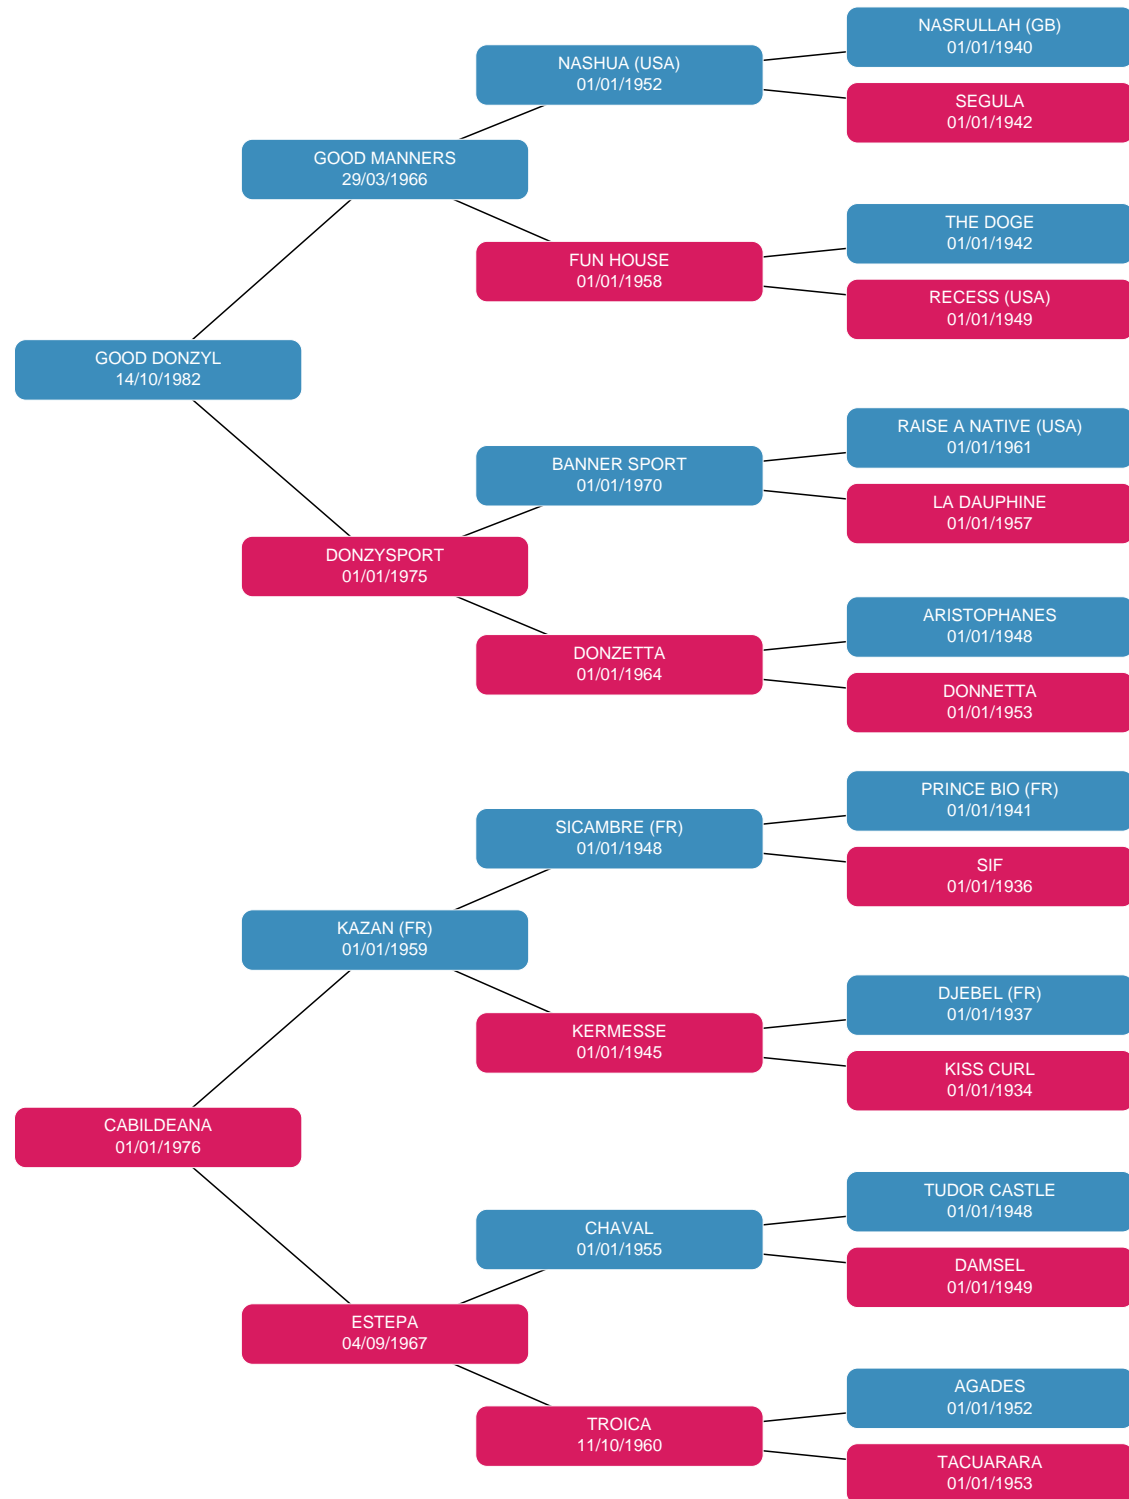 NASRULLAH (GB)
01/01/1940
NASHUA (USA)
01/01/1952
SEGULA
01/01/1942
GOOD MANNERS
29/03/1966
THE DOGE
01/01/1942
FUN HOUSE
01/01/1958
RECESS (USA)
01/01/1949
GOOD DONZYL
14/10/1982
RAISE A NATIVE (USA)
01/01/1961
BANNER SPORT
01/01/1970
LA DAUPHINE
01/01/1957
DONZYSPORT
01/01/1975
ARISTOPHANES
01/01/1948
DONZETTA
01/01/1964
DONNETTA
01/01/1953
PRINCE BIO (FR)
01/01/1941
SICAMBRE (FR)
01/01/1948
SIF
01/01/1936
KAZAN (FR)
01/01/1959
DJEBEL (FR)
01/01/1937
KERMESSE
01/01/1945
KISS CURL
01/01/1934
CABILDEANA
01/01/1976
TUDOR CASTLE
01/01/1948
CHAVAL
01/01/1955
DAMSEL
01/01/1949
ESTEPA
04/09/1967
AGADES
01/01/1952
TROICA
11/10/1960
TACUARARA
01/01/1953